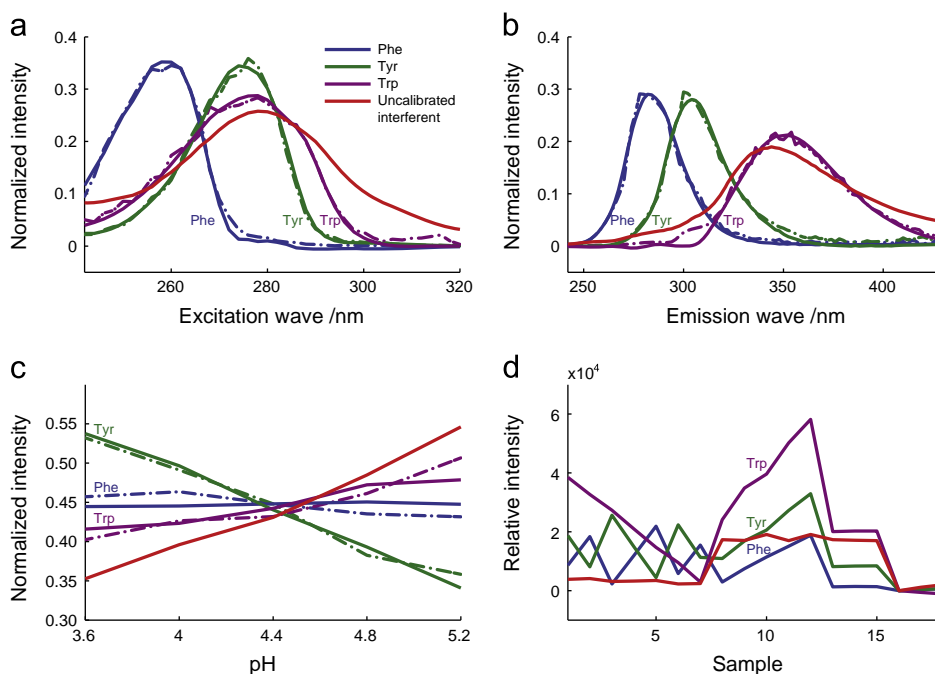 a
Normalized intensity
0.4
0.3
0.2
0.1
0
Phe
Tyr
Trp
Uncalibrated
interferent
Phe
Tyr
Trp
260
280
300
320
Excitation wave /nm
b
Normalized intensity
0.4
0.3
0.2
0.1
0
Phe
Tyr
Trp
250
300
350
400
Emission wave /nm
c
Normalized intensity
0.55
0.50
0.45
0.40
0.35
0.30
Tyr
Phe
Trp
3.6
4
4.4
4.8
5.2
pH
d
x10⁴
Relative intensity
6
4
2
0
Trp
Tyr
Phe
5
10
15
Sample